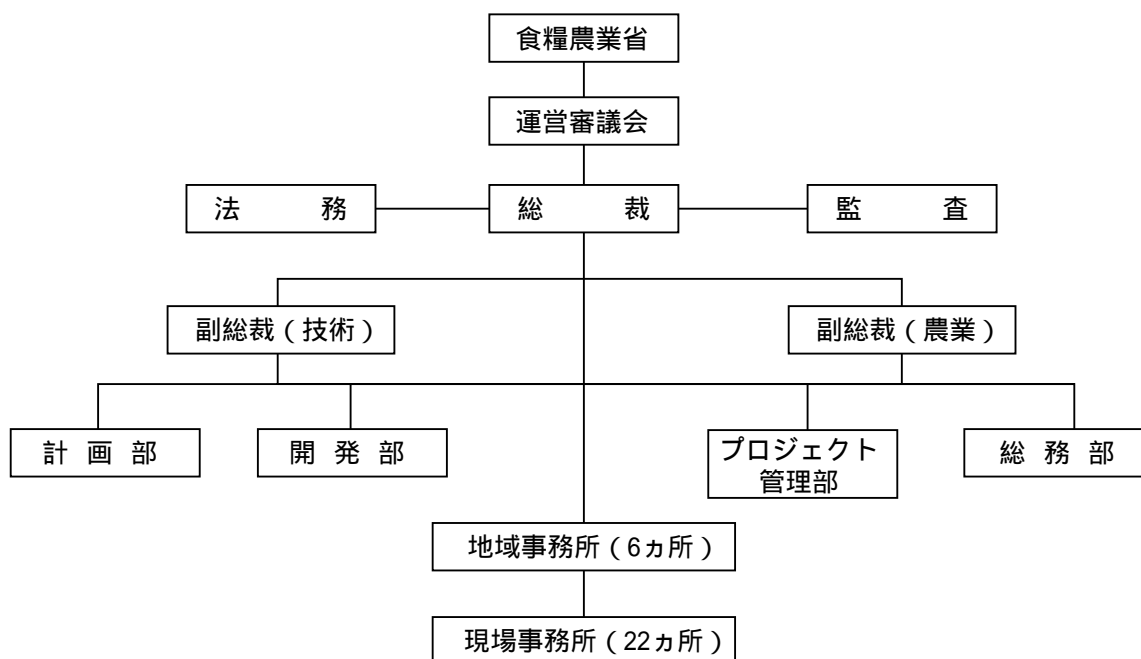 食糧農業省
運営審議会
法務
総裁
監査
副総裁(技術)
副総裁(農業)
計画部
開発部
プロジェクト
管理部
総務部
地域事務所(6ヵ所)
現場事務所(22ヵ所)